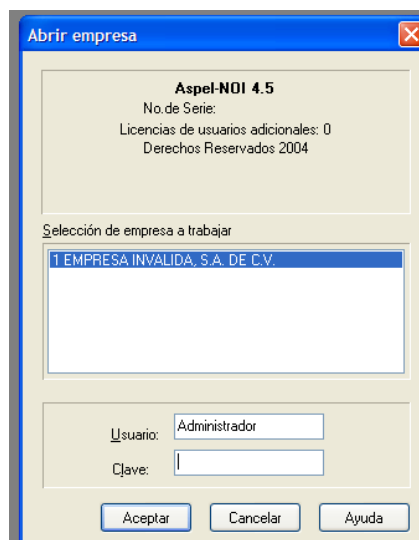 Abrir empresa
Aspel-NOI 4.5
No.de Serie:
Licencias de usuarios adicionales: 0
Derechos Reservados 2004
Selección de empresa a trabajar
1 EMPRESA INVALIDA, S.A. DE C.V.
Usuario: Administrador
Clave:
Aceptar Cancelar Ayuda